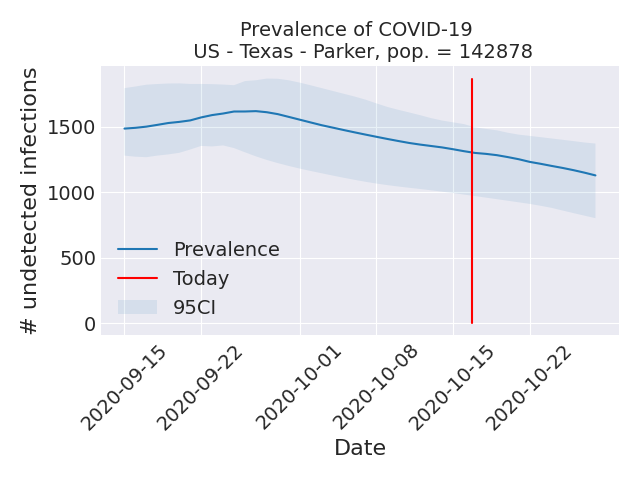 Prevalence of COVID-19
US - Texas - Parker, pop. = 142878
# undetected infections
1500
1000
500
0
Prevalence
Today
95CI
2020-09-15
2020-09-22
2020-10-01
2020-10-08
2020-10-15
2020-10-22
Date